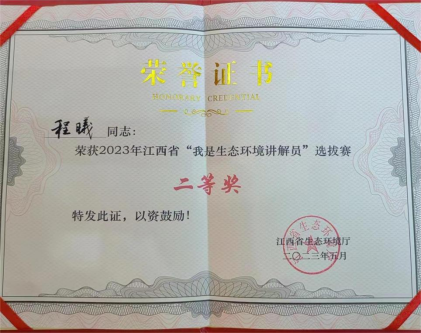 荣誉证书
HONORARY CREDENTIAL
程曦 同志:
荣获2023年江西省“我是生态环境讲解员”选拔赛
二等奖
特发此证，以资鼓励!
江西省生态环境厅
二〇二三年五月